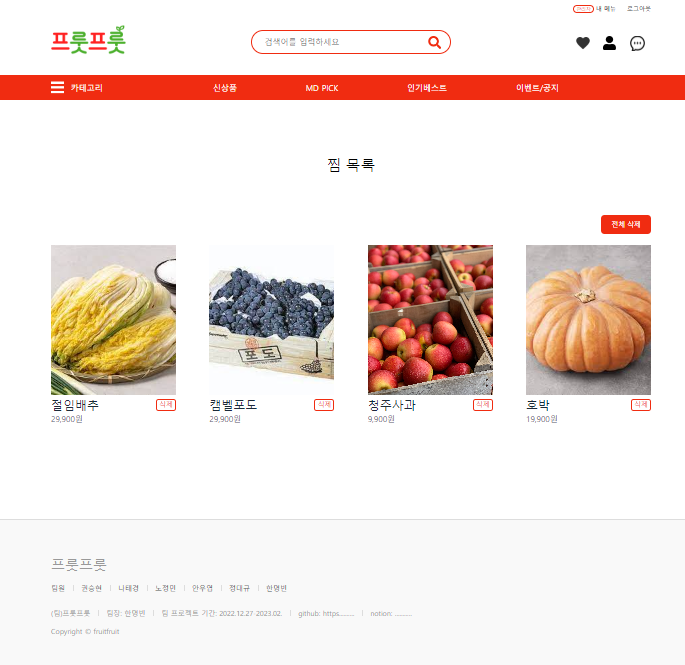 내 메뉴 로그아웃
프룻프룻
검색어를 입력하세요
카테고리 신상품 MD PICK 인기베스트 이벤트/공지
찜 목록
전체 삭제
포도
절임배추 삭제 캠벨포도 삭제 청주사과 삭제 호박 삭제
29,900원 29,900원 9,900원 19,900원
프룻프룻
팀원 | 권승현 | 나태경 | 노정민 | 안우영 | 정대규 | 한명변
(팀)프룻프룻 | 팀장: 한명변 | 팀 프로젝트 기간: 2022.12.27-2023.02. | github: https......... | notion: ...........
Copyright © fruitfruit